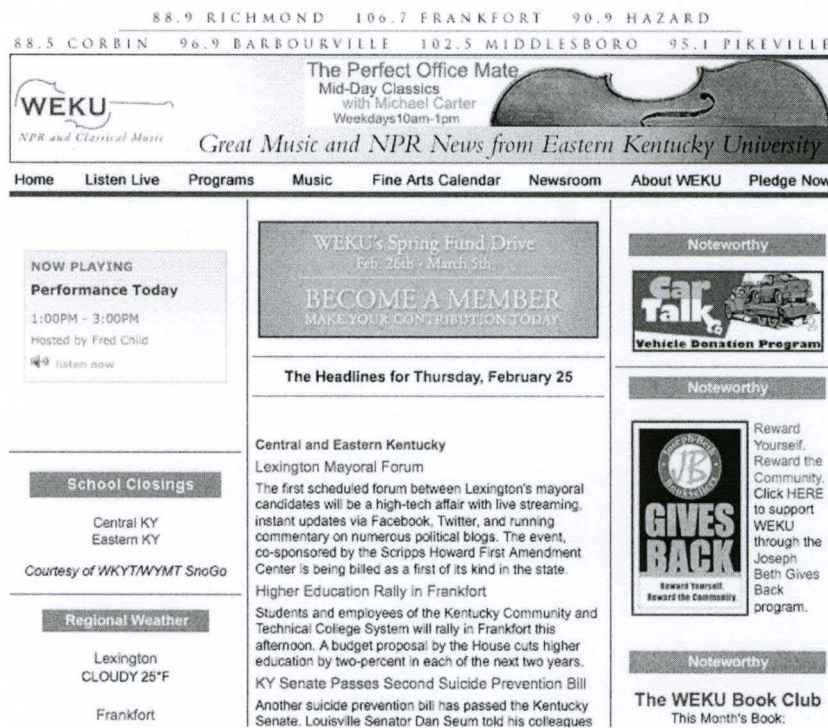 88.9 RICHMOND 106.7 FRANKFORT 90.9 HAZARD
88.5 CORBIN 96.9 BARBOURVILLE 102.5 MIDDLESBORO 95.1 PIKEVILLE
WEKU
NPR and Classical Music
The Perfect Office Mate
Mid-Day Classics
with Michael Carter
Weekdays10am-1pm
Great Music and NPR News from Eastern Kentucky University
Home Listen Live Programs Music Fine Arts Calendar Newsroom About WEKU Pledge Now
NOW PLAYING
Performance Today
1:00PM - 3:00PM
Hosted by Fred Child
listen now
School Closings
Central KY
Eastern KY
Courtesy of WKYT/WYMT SnoGo
Regional Weather
Lexington
CLOUDY 25°F
Frankfort
WEKU's Spring Fund Drive
Feb. 26th - March 5th
BECOME A MEMBER
MAKE YOUR CONTRIBUTION TODAY
The Headlines for Thursday, February 25
Central and Eastern Kentucky
Lexington Mayoral Forum
The first scheduled forum between Lexington's mayoral
candidates will be a high-tech affair with live streaming,
instant updates via Facebook, Twitter, and running
commentary on numerous political blogs. The event,
co-sponsored by the Scripps Howard First Amendment
Center is being billed as a first of its kind in the state.
Higher Education Rally in Frankfort
Students and employees of the Kentucky Community and
Technical College System will rally in Frankfort this
afternoon. A budget proposal by the House cuts higher
education by two-percent in each of the next two years.
KY Senate Passes Second Suicide Prevention Bill
Another suicide prevention bill has passed the Kentucky
Senate. Louisville Senator Dan Seum told his colleagues
Noteworthy
Car
Talk
Vehicle Donation Program
Noteworthy
Joseph-Beth
Booksellers
JB
GIVES
BACK
Reward Yourself.
Reward the Community.
Reward
Yourself.
Reward the
Community.
Click HERE
to support
WEKU
through the
Joseph
Beth Gives
Back
program.
Noteworthy
The WEKU Book Club
This Month's Book: